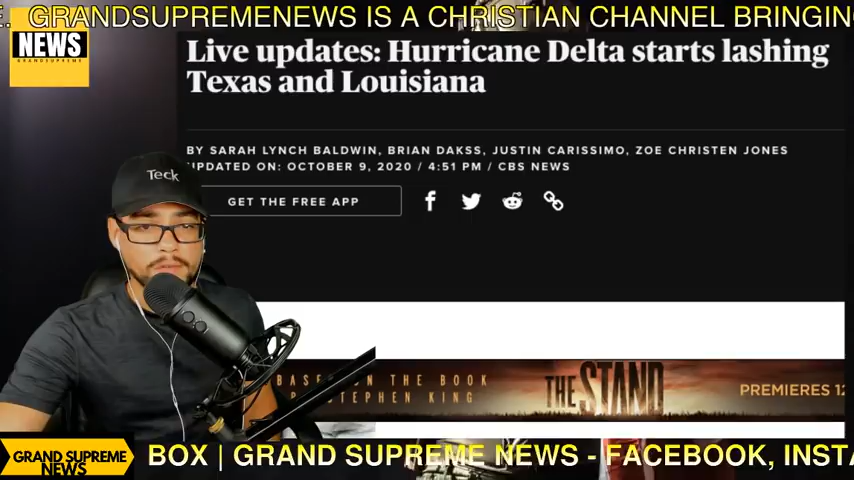 E. GRANDSUPREMENEWS IS A CHRISTIAN CHANNEL BRINGING
NEWS
GRANDSUPREME
Live updates: Hurricane Delta starts lashing
Texas and Louisiana
BY SARAH LYNCH BALDWIN, BRIAN DAKSS, JUSTIN CARISSIMO, ZOE CHRISTEN JONES
UPDATED ON: OCTOBER 9, 2020 / 4:51 PM / CBS NEWS
GET THE FREE APP
Teck
BASED ON THE BOOK
STEPHEN KING
THE STAND
PREMIERES 12
GRAND SUPREME
NEWS
BOX | GRAND SUPREME NEWS - FACEBOOK, INSTA